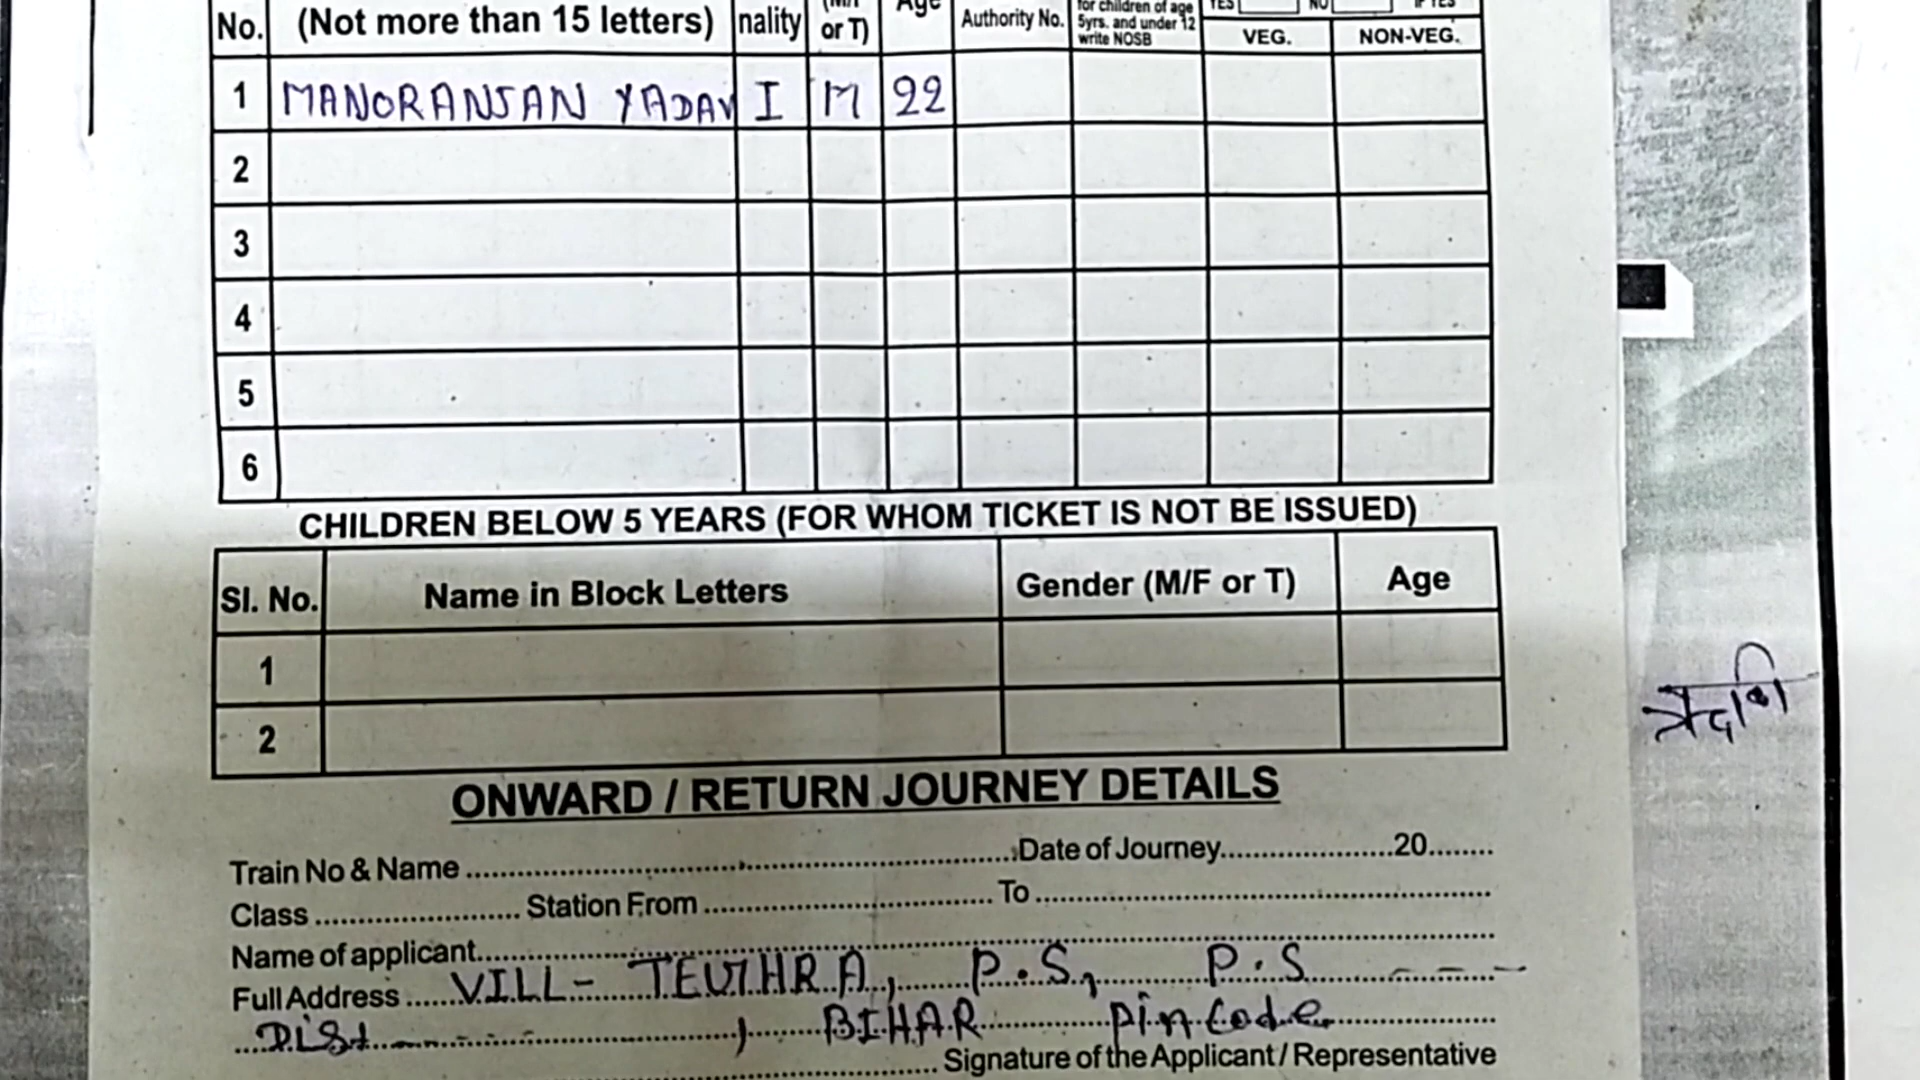 No. (Not more than 15 letters) nality (M/F or T) Age Authority No. for children of age 5yrs. and under 12 write NOSB YES NO IF YES
VEG. NON-VEG.
1 MANORANJAN YADAV I M 22
2
3
4
5
6
CHILDREN BELOW 5 YEARS (FOR WHOM TICKET IS NOT BE ISSUED)
Sl. No. Name in Block Letters Gender (M/F or T) Age
1
2
ONWARD / RETURN JOURNEY DETAILS
Train No & Name ........ Date of Journey........20........
Class ........ Station From ........ To ........
Name of applicant........
Full Address ...... VILL- TEUTHRA, P.S, P.S ----
Dist ----, BIHAR Pin Code
Signature of the Applicant / Representative